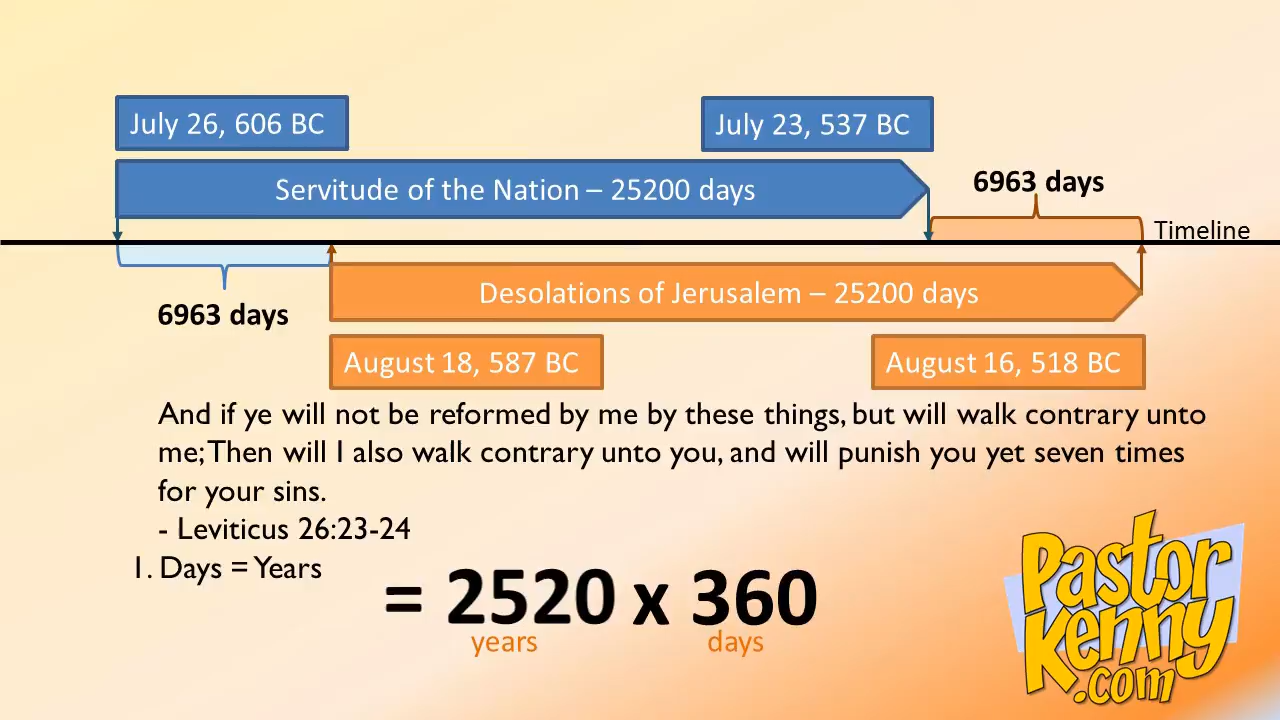 July 26, 606 BC
July 23, 537 BC
Servitude of the Nation – 25200 days
6963 days
Timeline
Desolations of Jerusalem – 25200 days
6963 days
August 18, 587 BC
August 16, 518 BC
And if ye will not be reformed by me by these things, but will walk contrary unto
me; Then will I also walk contrary unto you, and will punish you yet seven times
for your sins.
- Leviticus 26:23-24
1. Days = Years
= 2520 x 360
years days
Pastor
Kenny
.com